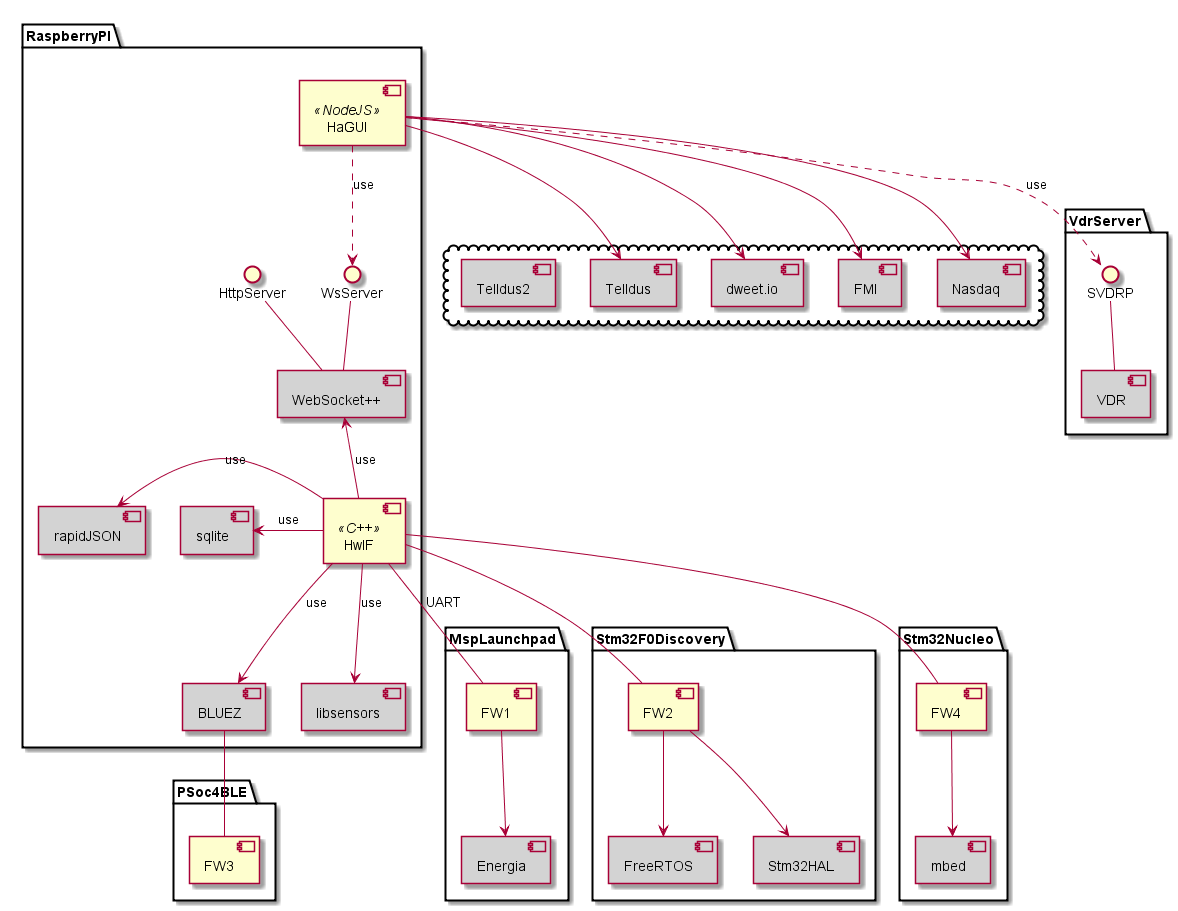 RaspberryPI
«NodeJS»
HaGUI
use
use
VdrServer
HttpServer
WsServer
Telldus2
Telldus
dweet.io
FMI
Nasdaq
SVDRP
WebSocket++
VDR
use
use
rapidJSON
sqlite
use
«C++»
HwIF
use
use
UART
MspLaunchpad
Stm32F0Discovery
Stm32Nucleo
BLUEZ
libsensors
FW1
FW2
FW4
PSoc4BLE
FW3
Energia
FreeRTOS
Stm32HAL
mbed